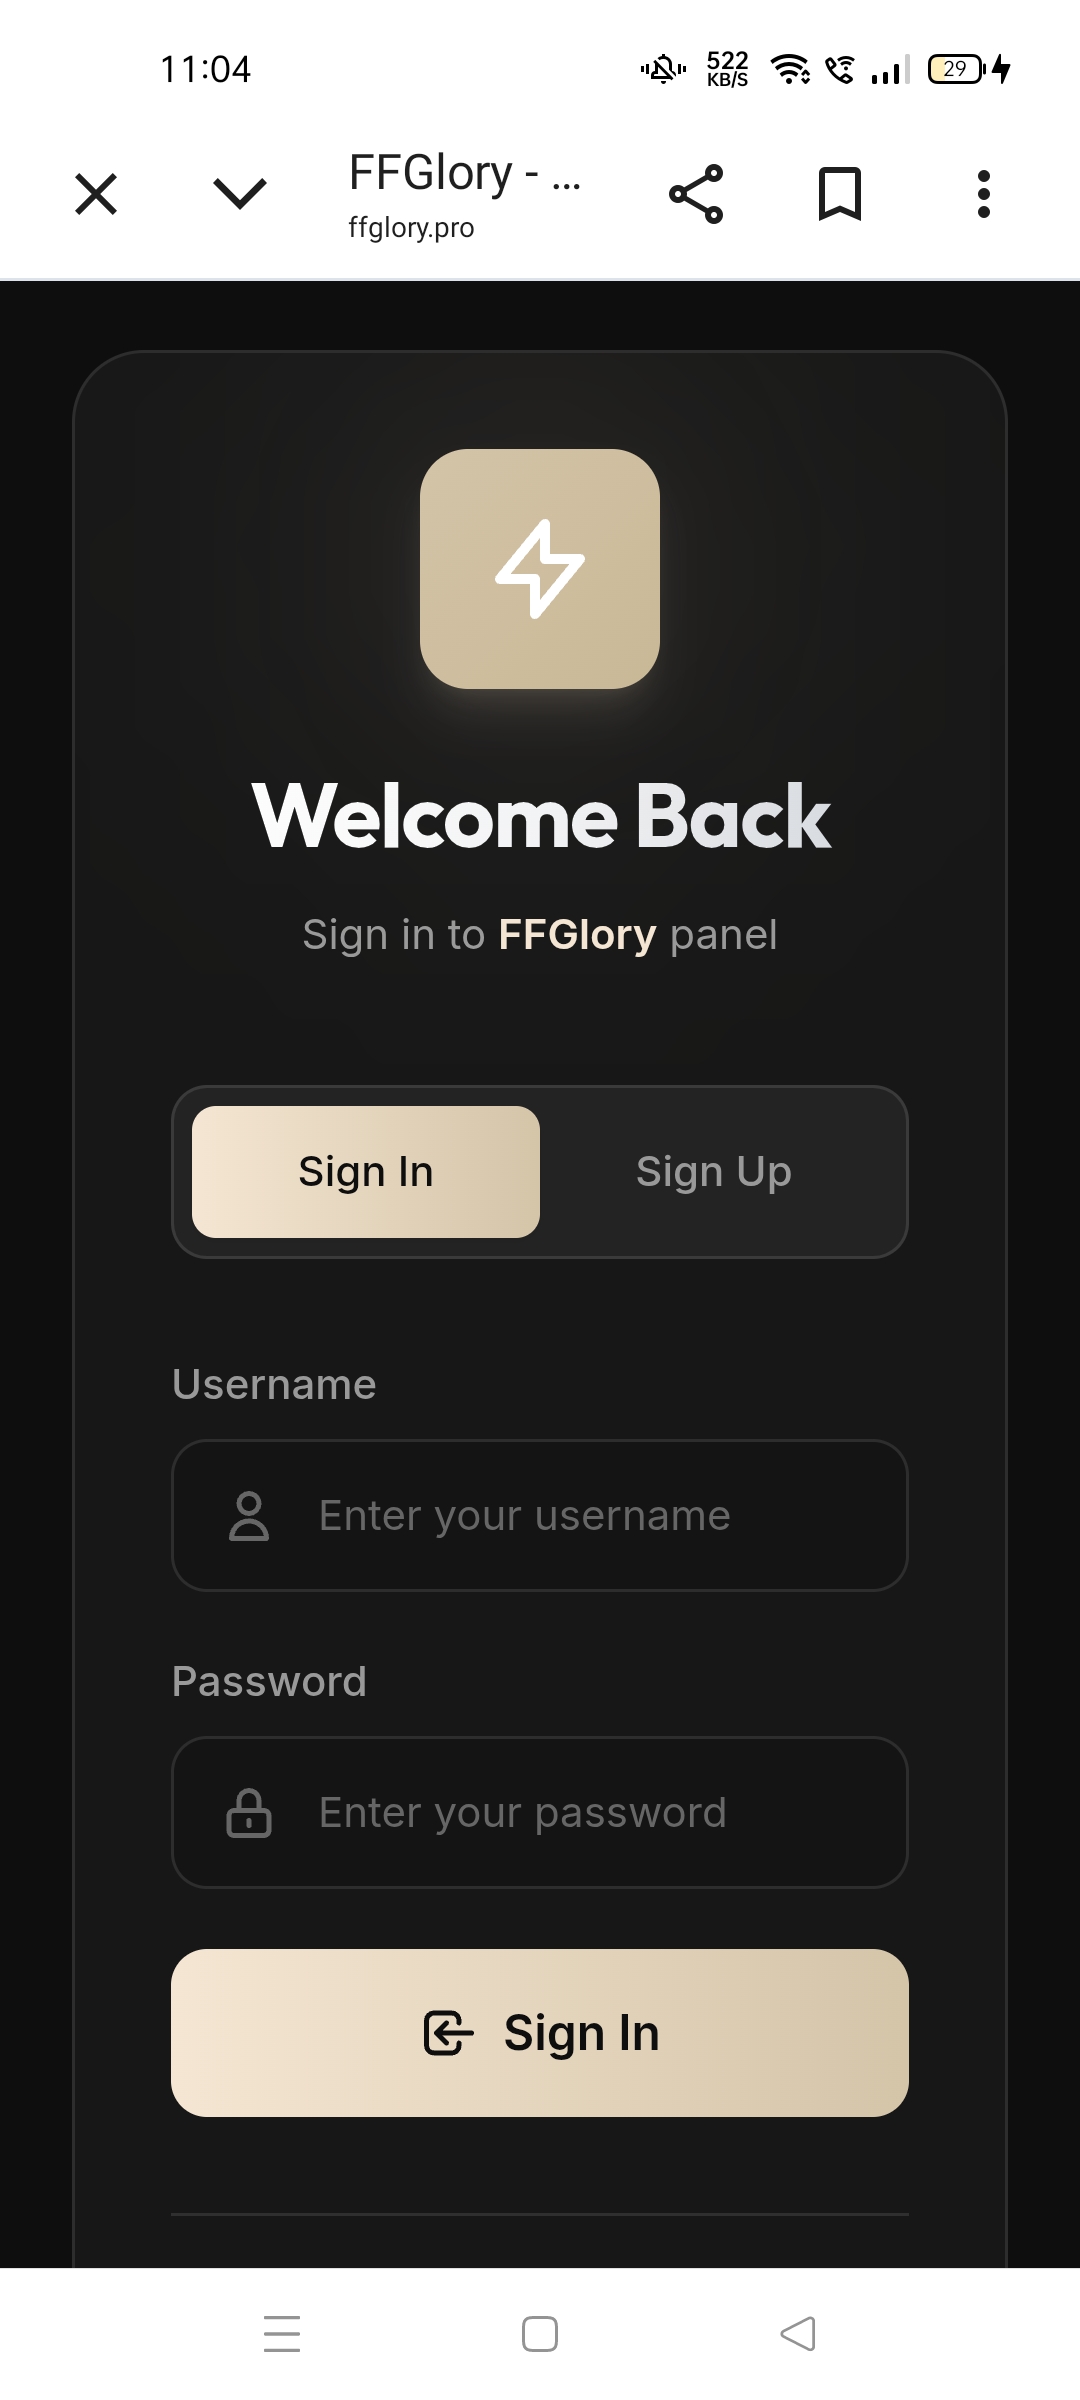 11:04
522
KB/S
29
FFGlory - ...
ffglory.pro
Welcome Back
Sign in to FFGlory panel
Sign In
Sign Up
Username
Enter your username
Password
Enter your password
Sign In